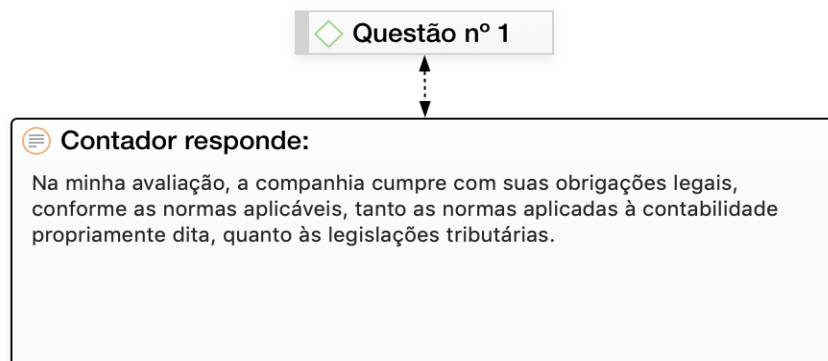 Questão nº 1
Contador responde:
Na minha avaliação, a companhia cumpre com suas obrigações legais,
conforme as normas aplicáveis, tanto as normas aplicadas à contabilidade
propriamente dita, quanto às legislações tributárias.